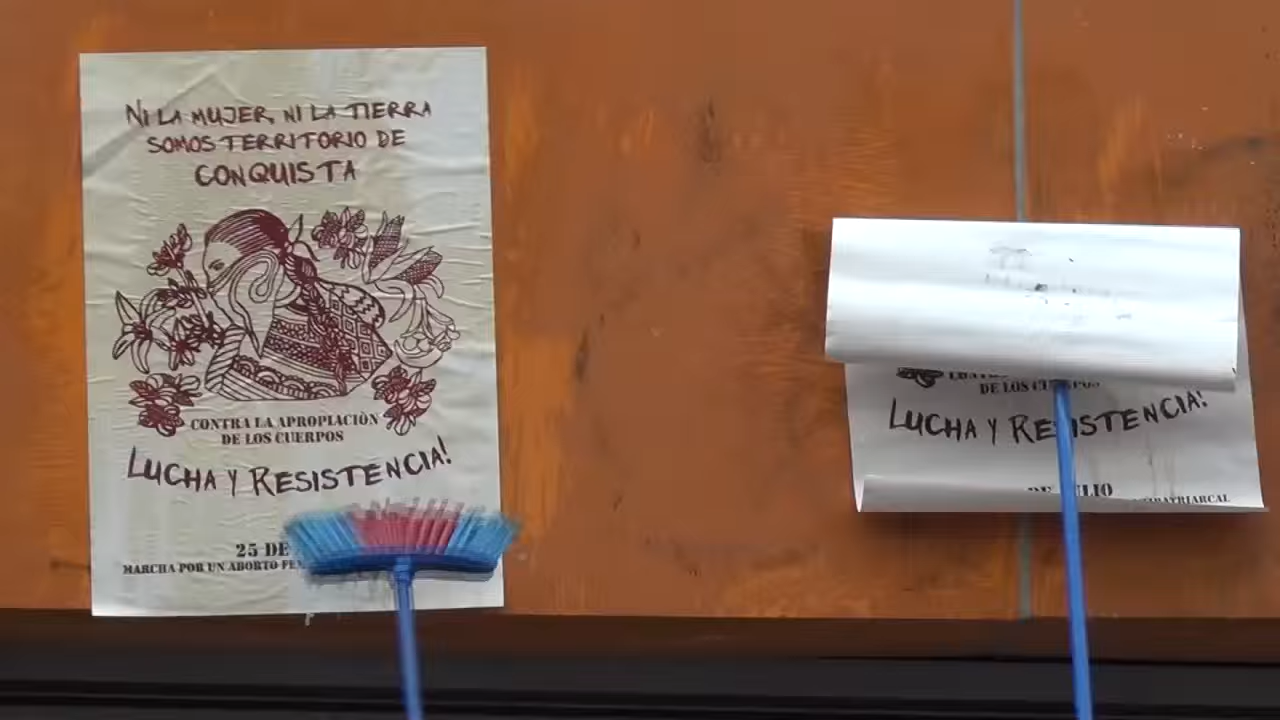 NI LA MUJER, NI LA TIERRA
SOMOS TERRITORIO DE
CONQUISTA
CONTRA LA APROPIACIÒN
DE LOS CUERPOS
LUCHA Y RESISTENCIA!
25 DE
MARCHA POR UN ABORTO
DE LOS CUERPOS
LUCHA Y RESISTENCIA!
DE JULIO